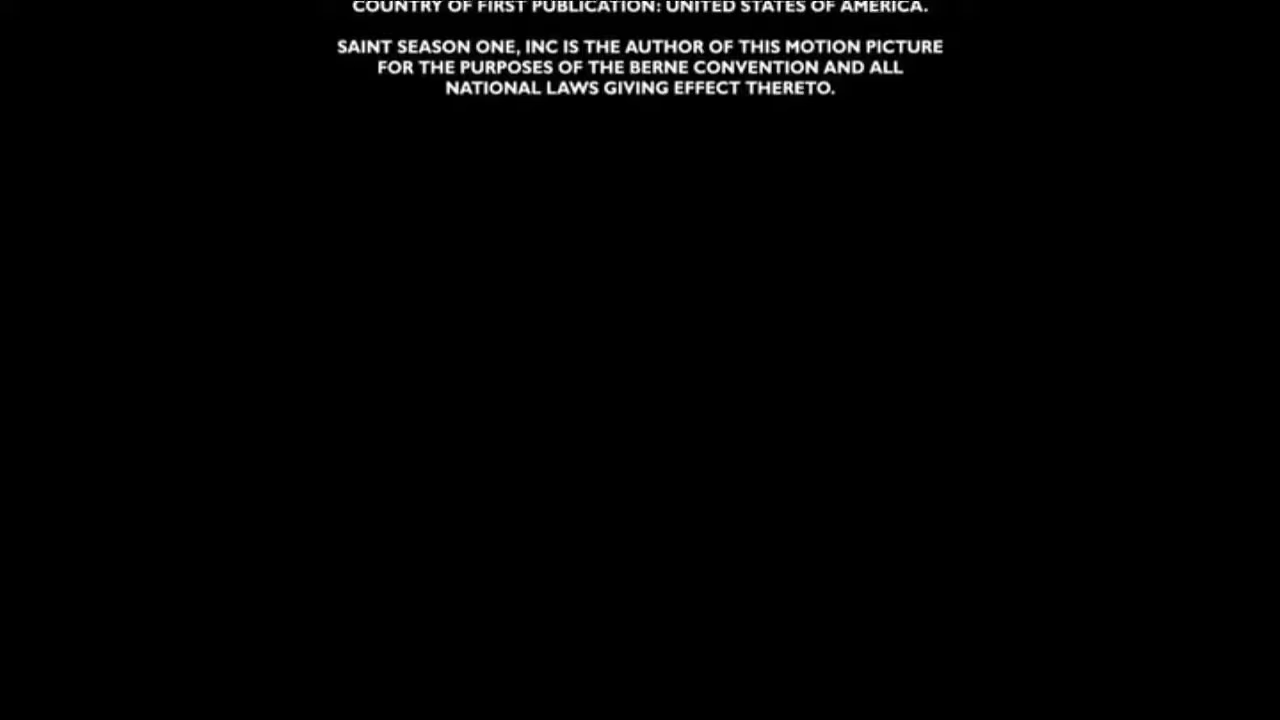 COUNTRY OF FIRST PUBLICATION: UNITED STATES OF AMERICA.
SAINT SEASON ONE, INC IS THE AUTHOR OF THIS MOTION PICTURE
FOR THE PURPOSES OF THE BERNE CONVENTION AND ALL
NATIONAL LAWS GIVING EFFECT THERETO.